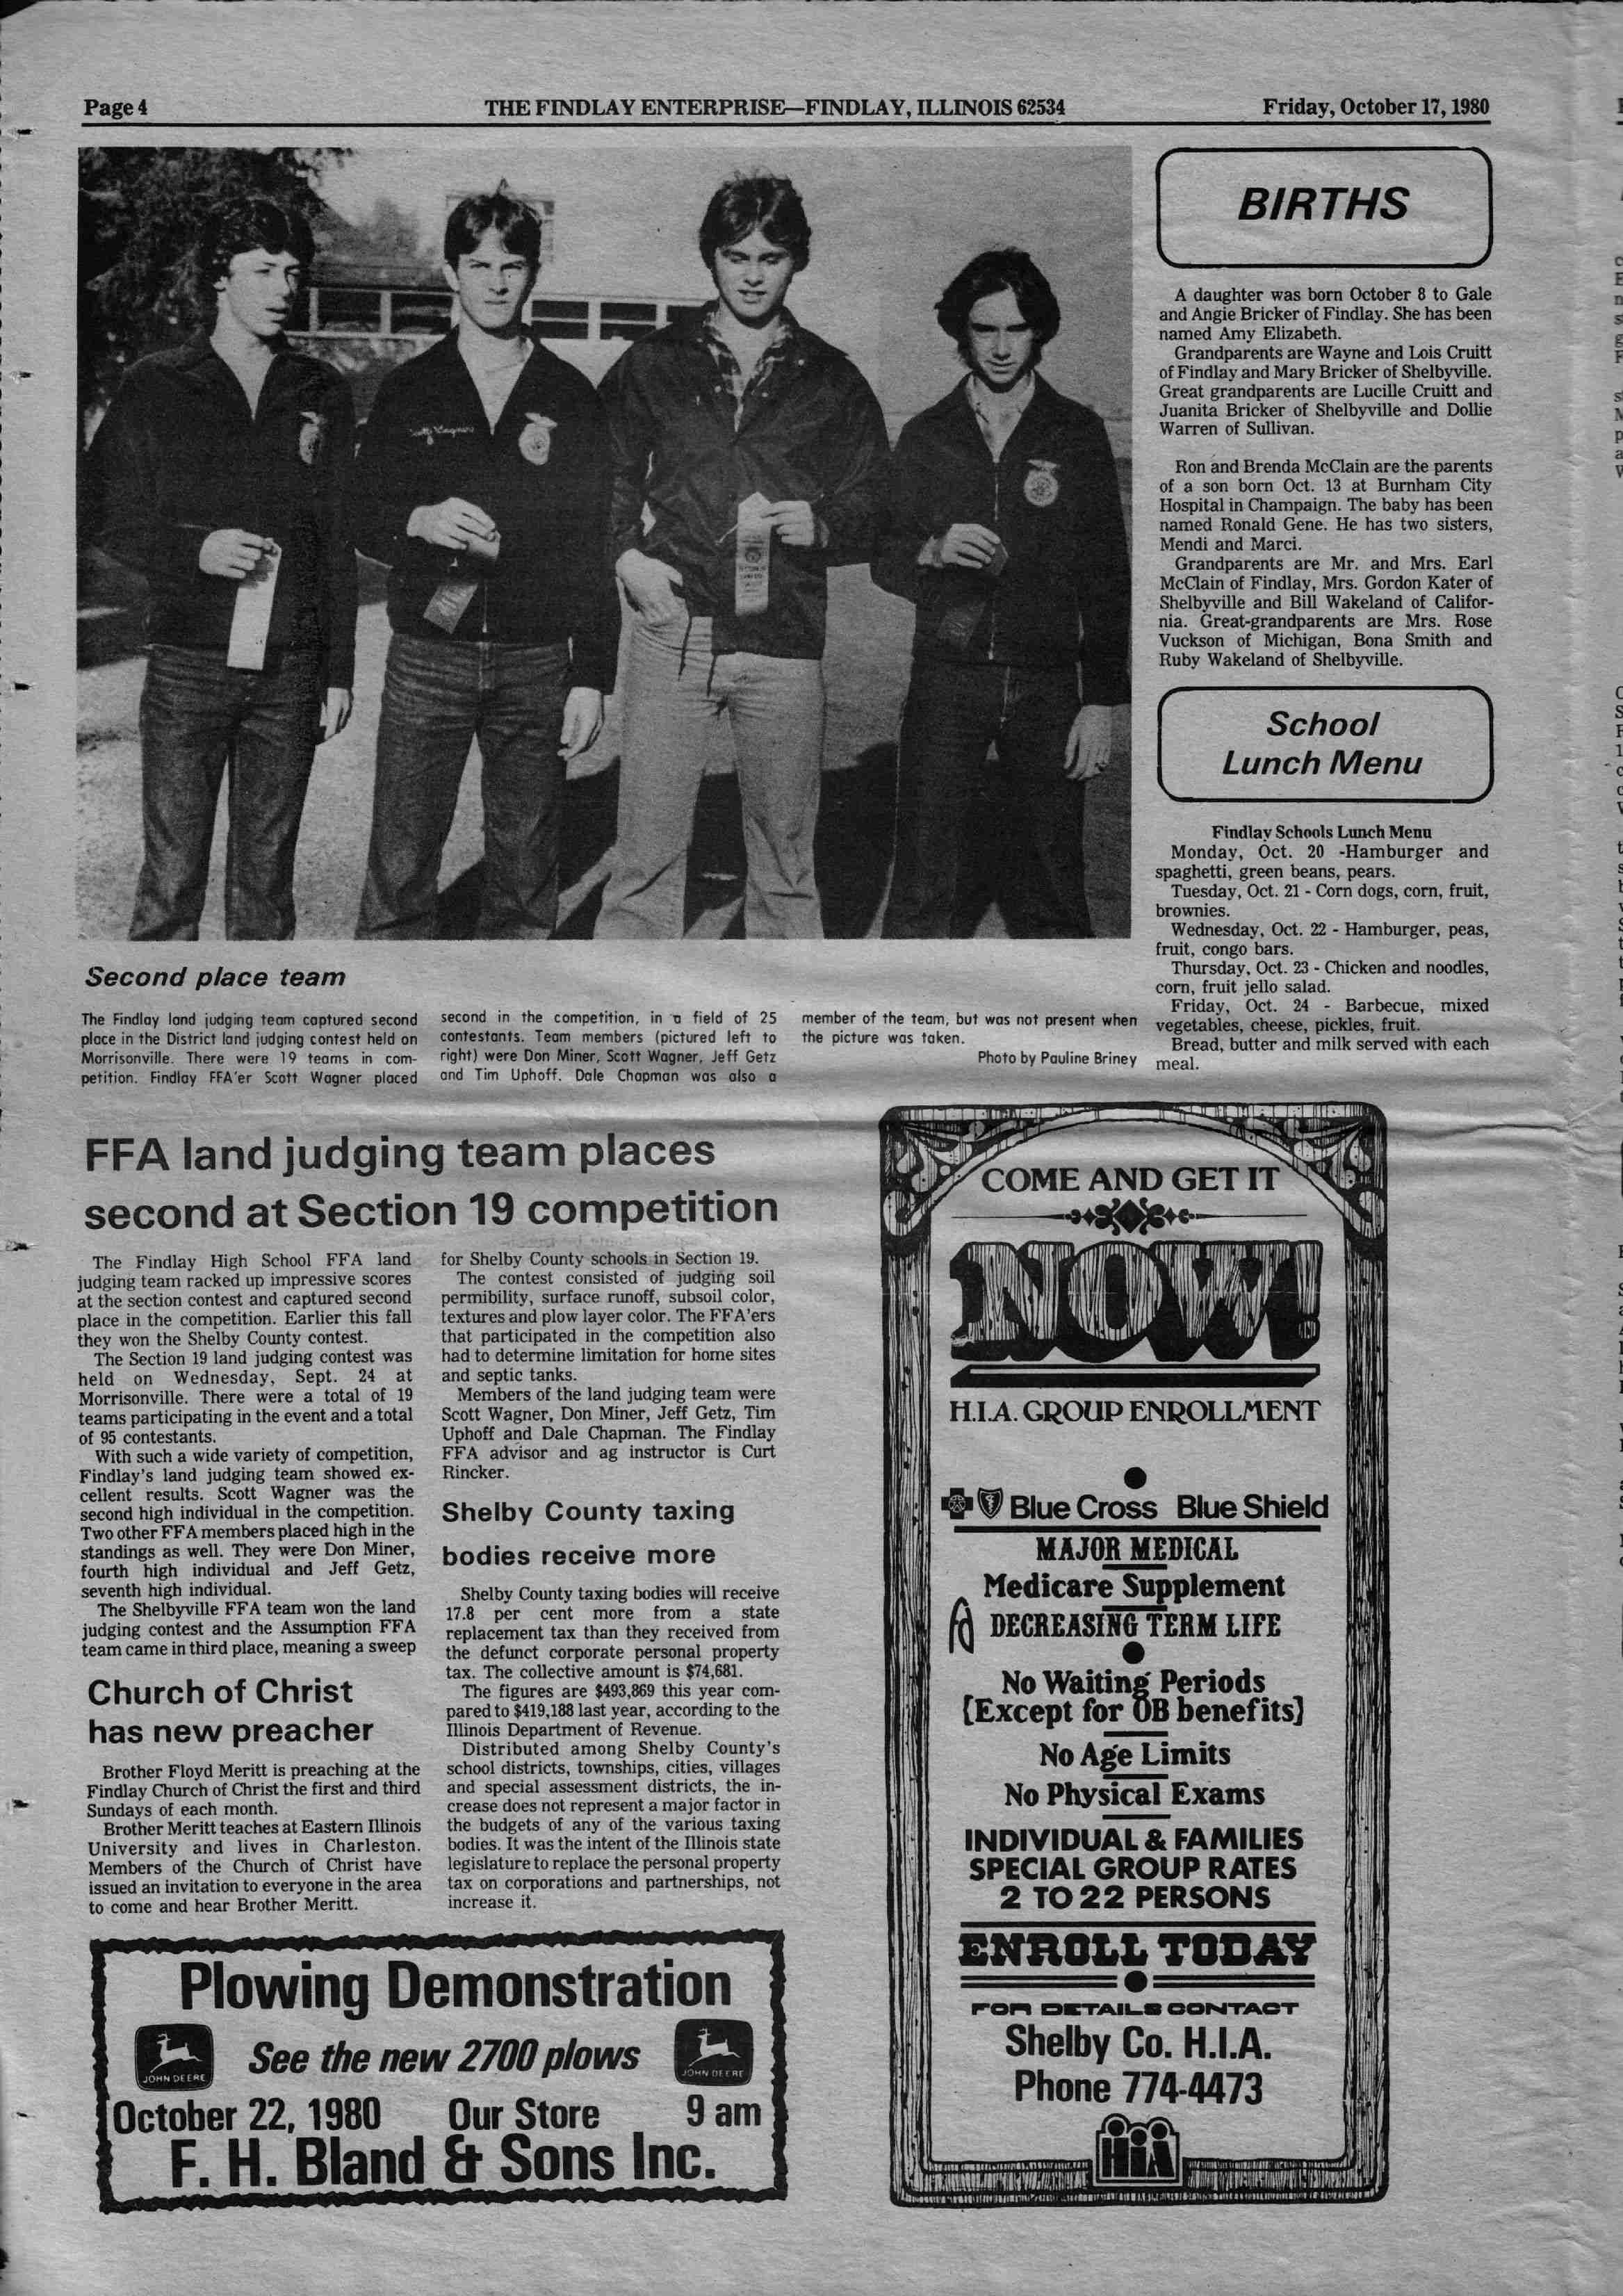 Page 4
THE FINDLAY ENTERPRISE—FINDLAY, ILLINOIS 62534
Friday, October 17, 1980
Second place team
The Findlay land judging team captured second
place in the District land judging contest held on
Morrisonville. There were 19 teams in com-
petition. Findlay FFA'er Scott Wagner placed
second in the competition, in a field of 25
contestants. Team members (pictured left to
right) were Don Miner, Scott Wagner, Jeff Getz
and Tim Uphoff. Dale Chapman was also a
member of the team, but was not present when
the picture was taken.
Photo by Pauline Briney
BIRTHS
A daughter was born October 8 to Gale
and Angie Bricker of Findlay. She has been
named Amy Elizabeth.
Grandparents are Wayne and Lois Cruitt
of Findlay and Mary Bricker of Shelbyville.
Great grandparents are Lucille Cruitt and
Juanita Bricker of Shelbyville and Dollie
Warren of Sullivan.
Ron and Brenda McClain are the parents
of a son born Oct. 13 at Burnham City
Hospital in Champaign. The baby has been
named Ronald Gene. He has two sisters,
Mendi and Marci.
Grandparents are Mr. and Mrs. Earl
McClain of Findlay, Mrs. Gordon Kater of
Shelbyville and Bill Wakeland of Califor-
nia. Great-grandparents are Mrs. Rose
Vuckson of Michigan, Bona Smith and
Ruby Wakeland of Shelbyville.
School
Lunch Menu
Findlay Schools Lunch Menu
Monday, Oct. 20 -Hamburger and
spaghetti, green beans, pears.
Tuesday, Oct. 21 - Corn dogs, corn, fruit,
brownies.
Wednesday, Oct. 22 - Hamburger, peas,
fruit, congo bars.
Thursday, Oct. 23 - Chicken and noodles,
corn, fruit jello salad.
Friday, Oct. 24 - Barbecue, mixed
vegetables, cheese, pickles, fruit.
Bread, butter and milk served with each
meal.
FFA land judging team places
second at Section 19 competition
The Findlay High School FFA land
judging team racked up impressive scores
at the section contest and captured second
place in the competition. Earlier this fall
they won the Shelby County contest.
The Section 19 land judging contest was
held on Wednesday, Sept. 24 at
Morrisonville. There were a total of 19
teams participating in the event and a total
of 95 contestants.
With such a wide variety of competition,
Findlay's land judging team showed ex-
cellent results. Scott Wagner was the
second high individual in the competition.
Two other FFA members placed high in the
standings as well. They were Don Miner,
fourth high individual and Jeff Getz,
seventh high individual.
The Shelbyville FFA team won the land
judging contest and the Assumption FFA
team came in third place, meaning a sweep
for Shelby County schools in Section 19.
The contest consisted of judging soil
permibility, surface runoff, subsoil color,
textures and plow layer color. The FFA'ers
that participated in the competition also
had to determine limitation for home sites
and septic tanks.
Members of the land judging team were
Scott Wagner, Don Miner, Jeff Getz, Tim
Uphoff and Dale Chapman. The Findlay
FFA advisor and ag instructor is Curt
Rincker.
Church of Christ
has new preacher
Brother Floyd Meritt is preaching at the
Findlay Church of Christ the first and third
Sundays of each month.
Brother Meritt teaches at Eastern Illinois
University and lives in Charleston.
Members of the Church of Christ have
issued an invitation to everyone in the area
to come and hear Brother Meritt.
Shelby County taxing
bodies receive more
Shelby County taxing bodies will receive
17.8 per cent more from a state
replacement tax than they received from
the defunct corporate personal property
tax. The collective amount is $74,681.
The figures are $493,869 this year com-
pared to $419,188 last year, according to the
Illinois Department of Revenue.
Distributed among Shelby County's
school districts, townships, cities, villages
and special assessment districts, the in-
crease does not represent a major factor in
the budgets of any of the various taxing
bodies. It was the intent of the Illinois state
legislature to replace the personal property
tax on corporations and partnerships, not
increase it.
Plowing Demonstration
See the new 2700 plows
JOHN DEERE
JOHN DEERE
October 22, 1980 Our Store 9 am
F. H. Bland & Sons Inc.
COME AND GET IT
NOW!
H.I.A. GROUP ENROLLMENT
Blue Cross Blue Shield
MAJOR MEDICAL
Medicare Supplement
DECREASING TERM LIFE
No Waiting Periods
[Except for OB benefits]
No Age Limits
No Physical Exams
INDIVIDUAL & FAMILIES
SPECIAL GROUP RATES
2 TO 22 PERSONS
ENROLL TODAY
FOR DETAILS CONTACT
Shelby Co. H.I.A.
Phone 774-4473
HIA